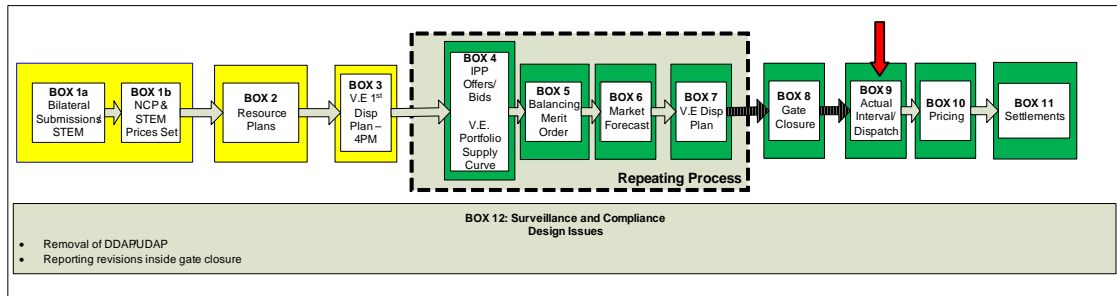 BOX 1a
Bilateral
Submissions/
STEM
BOX 1b
NCP &
STEM
Prices Set
BOX 2
Resource
Plans
BOX 3
V.E 1st
Disp
Plan –
4PM
BOX 4
IPP
Offers/
Bids
V.E.
Portfolio
Supply
Curve
BOX 5
Balancing
Merit
Order
BOX 6
Market
Forecast
BOX 7
V.E Disp
Plan
Repeating Process
BOX 8
Gate
Closure
BOX 9
Actual
Interval/
Dispatch
BOX 10
Pricing
BOX 11
Settlements
BOX 12: Surveillance and Compliance
Design Issues
• Removal of DDAP/UDAP
• Reporting revisions inside gate closure